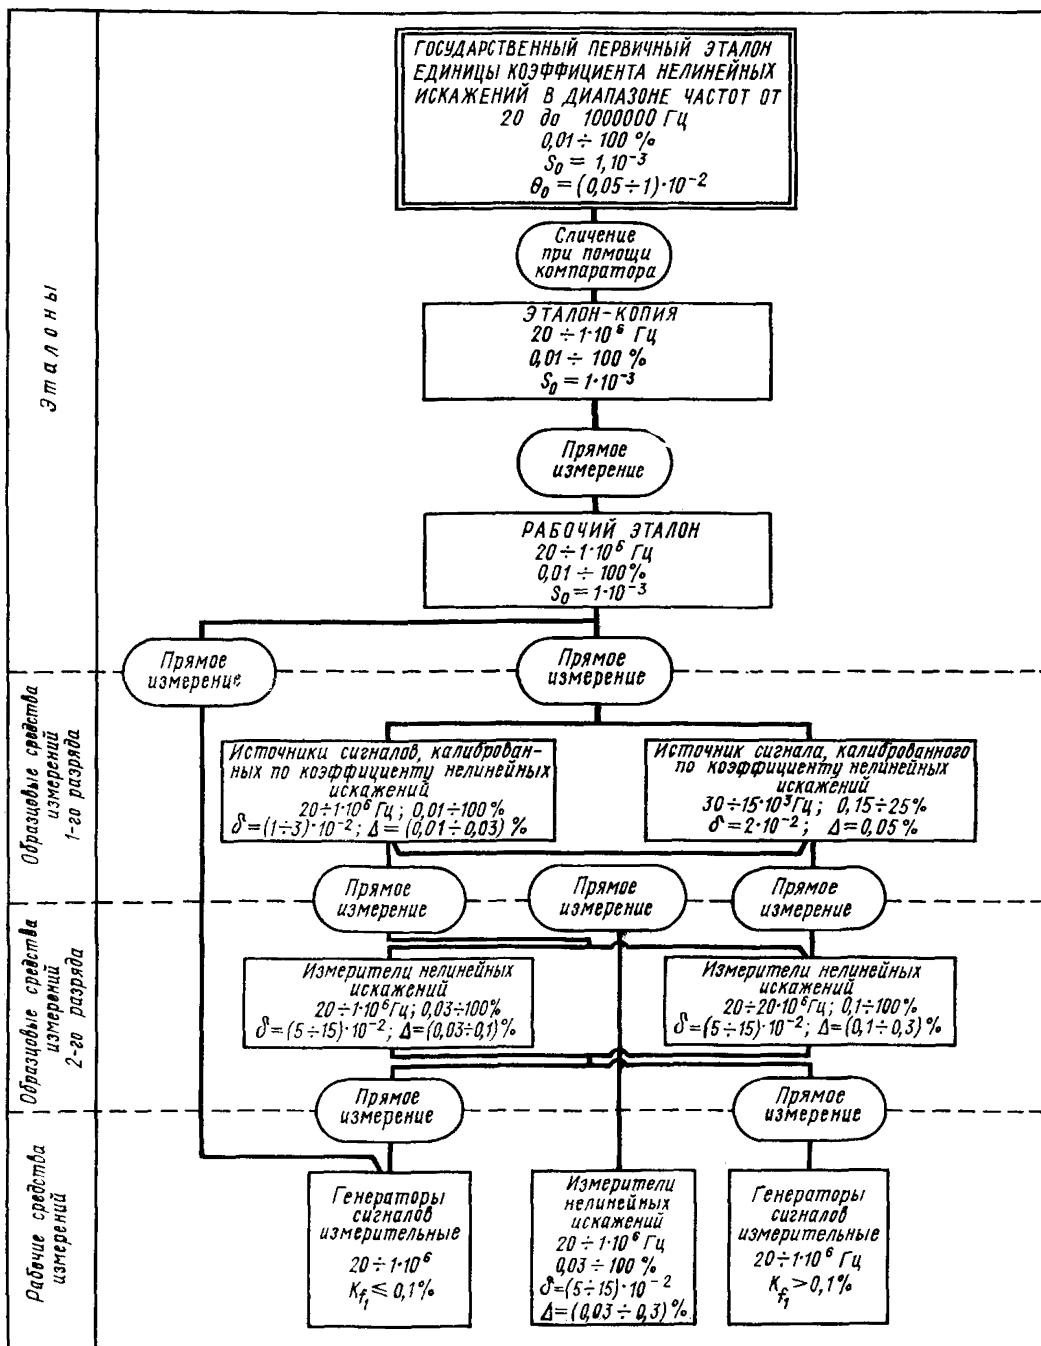 ГОСУДАРСТВЕННЫЙ ПЕРВИЧНЫЙ ЭТАЛОН
ЕДИНИЦЫ КОЭФФИЦИЕНТА НЕЛИНЕЙНЫХ
ИСКАЖЕНИЙ В ДИАПАЗОНЕ ЧАСТОТ ОТ
20 до 1000000 Гц
0,01÷100 %
S₀ = 1,10⁻³
θ₀ = (0,05÷1)·10⁻²
Сличение
при помощи
компаратора
Эталоны
ЭТАЛОН-КОПИЯ
20÷1·10⁶ Гц
0,01÷100 %
S₀ = 1·10⁻³
Прямое
измерение
РАБОЧИЙ ЭТАЛОН
20÷1·10⁶ Гц
0,01÷100%
S₀ = 1·10⁻³
Прямое
измерение
Прямое
измерение
Образцовые средства
измерений
1-го разряда
Источники сигналов, калиброван-
ных по коэффициенту нелинейных
искажений
20÷1·10⁶ Гц; 0,01÷100%
δ=(1÷3)·10⁻²; Δ=(0,01÷0,03) %
Источник сигнала, калиброванного
по коэффициенту нелинейных
искажений
30÷15·10³Гц; 0,15÷25%
δ=2·10⁻²; Δ=0,05 %
Прямое
измерение
Прямое
измерение
Прямое
измерение
Образцовые средства
измерений
2-го разряда
Измерители нелинейных
искажений
20÷1·10⁶Гц; 0,03÷100%
δ=(5÷15)·10⁻²; Δ=(0,03÷0,1)%
Измерители нелинейных
искажений
20÷20·10⁶Гц; 0,1÷100%
δ=(5÷15)·10⁻²; Δ=(0,1÷0,3) %
Прямое
измерение
Прямое
измерение
Рабочие средства
измерений
Генераторы
сигналов
измерительные
20÷1·10⁶
K_f₁ ≤ 0,1%
Измерители
нелинейных
искажений
20÷1·10⁶ Гц
0,03÷100 %
δ=(5÷15)·10⁻²
Δ=(0,03÷0,3)%
Генераторы
сигналов
измерительные
20÷1·10⁶ Гц
K_f₁ >0,1%